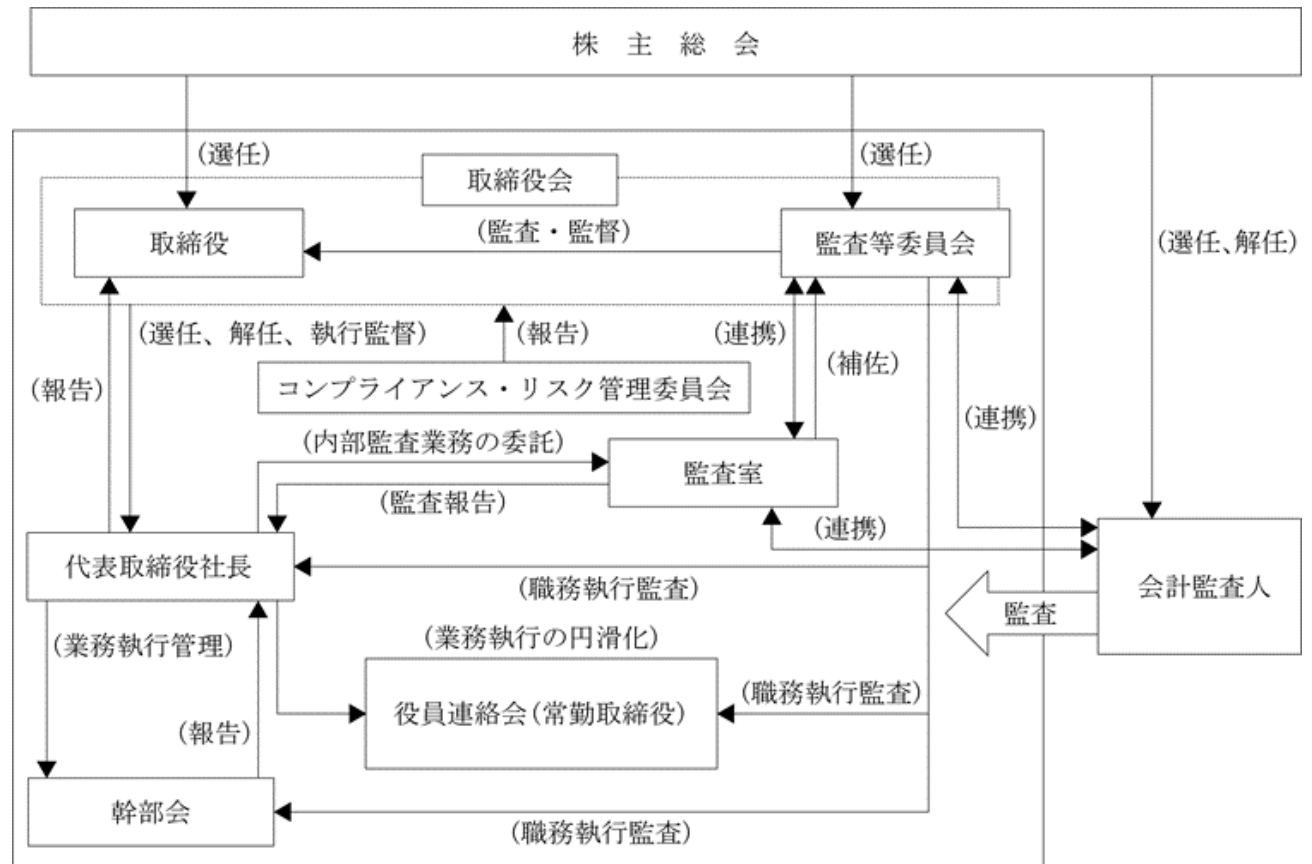 株　主　総　会
(選任)
(選任)
(選任、解任)
取締役会
取締役
(監査・監督)
監査等委員会
(選任、解任、執行監督)
(報告)
(連携)
(補佐)
(報告)
コンプライアンス・リスク管理委員会
(連携)
(内部監査業務の委託)
監査室
(監査報告)
(連携)
代表取締役社長
(職務執行監査)
会計監査人
監査
(業務執行管理)
(業務執行の円滑化)
役員連絡会(常勤取締役)
(職務執行監査)
(報告)
幹部会
(職務執行監査)